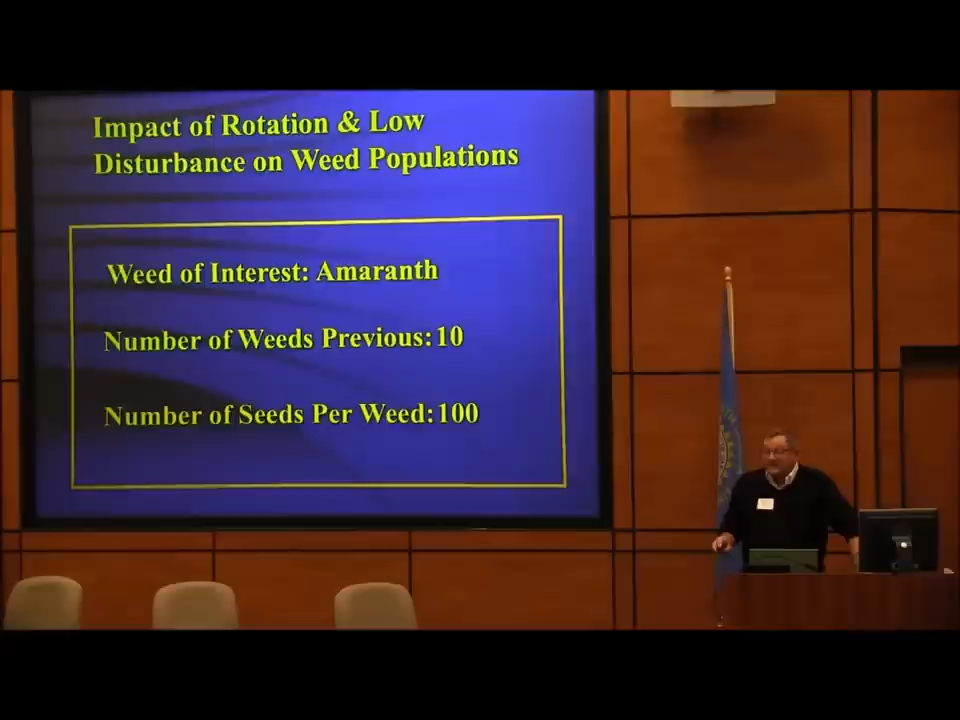 Impact of Rotation & Low
Disturbance on Weed Populations
Weed of Interest: Amaranth
Number of Weeds Previous: 10
Number of Seeds Per Weed: 100